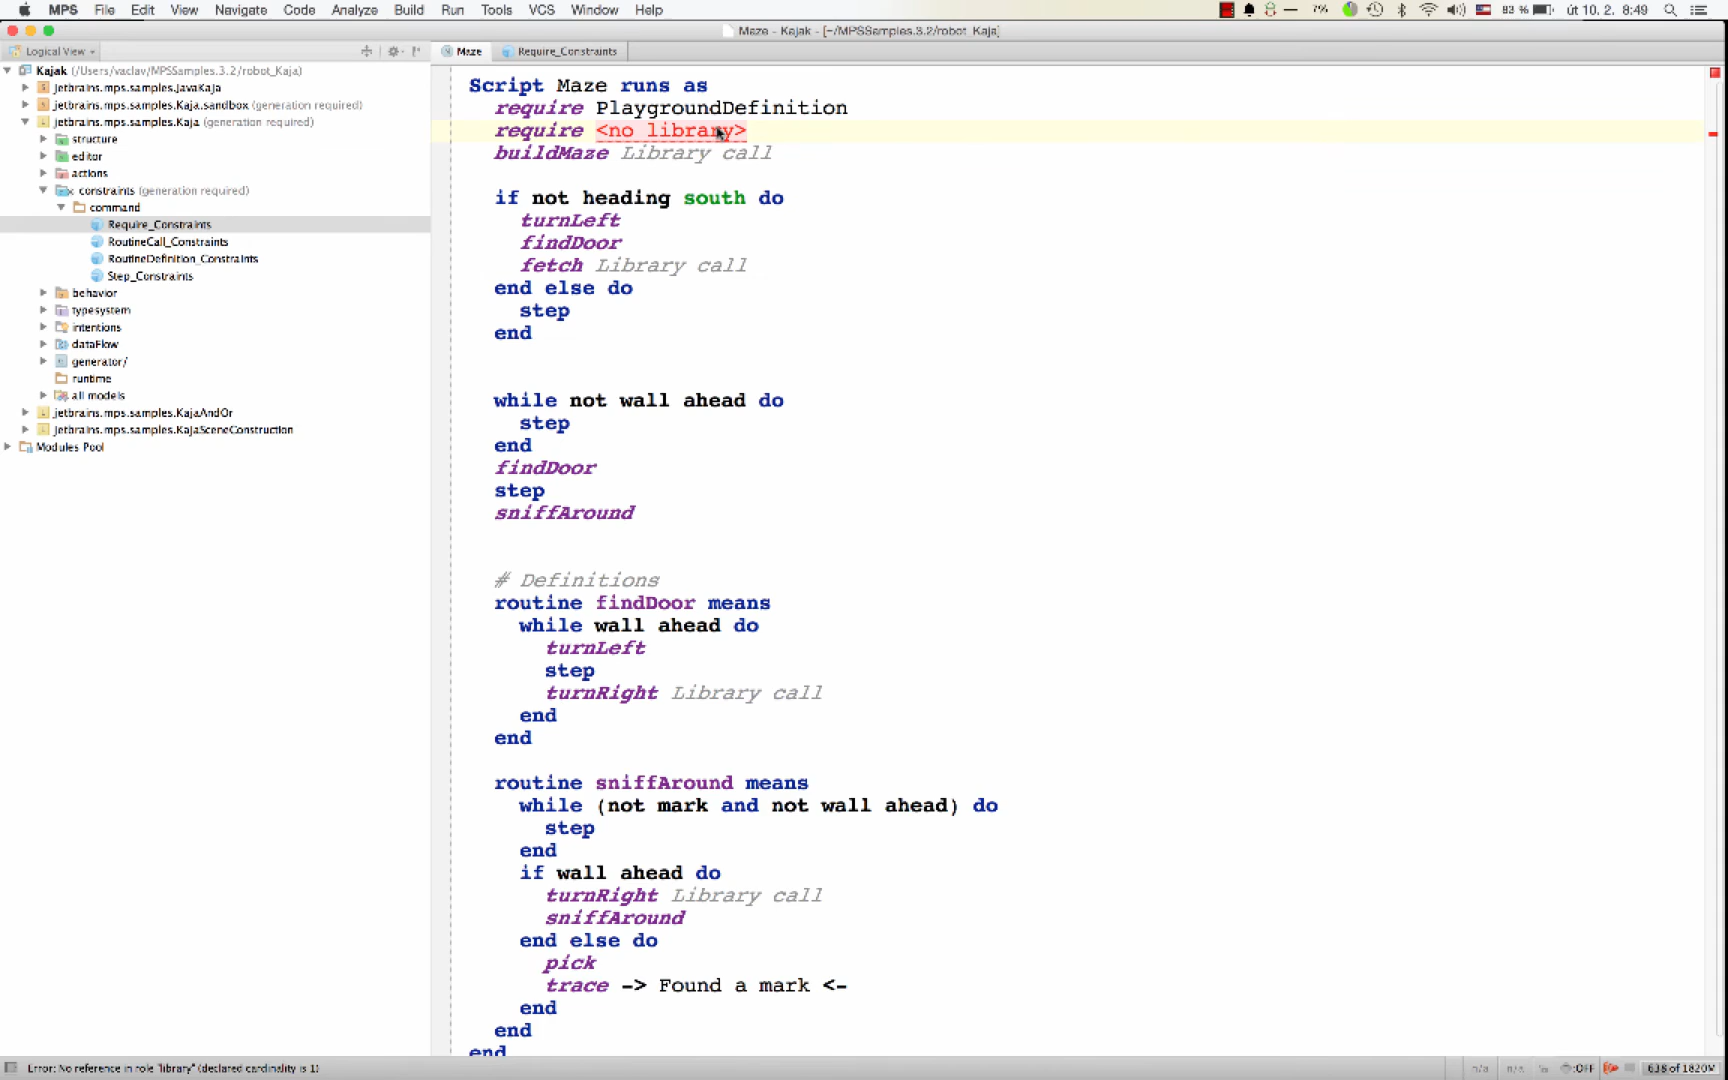 MPS File Edit View Navigate Code Analyze Build Run Tools VCS Window Help 7% 83 % út 10. 2. 8:49
Maze - Kajak - [~/MPSSamples.3.2/robot_Kaja]
Logical View
Maze Require_Constraints
Kajak (/Users/vaclav/MPSSamples.3.2/robot_Kaja)
jetbrains.mps.samples.JavaKaja
jetbrains.mps.samples.Kaja.sandbox (generation required)
jetbrains.mps.samples.Kaja (generation required)
structure
editor
actions
constraints (generation required)
command
Require_Constraints
RoutineCall_Constraints
RoutineDefinition_Constraints
Step_Constraints
behavior
typesystem
intentions
dataFlow
generator/
runtime
all models
jetbrains.mps.samples.KajaAndOr
jetbrains.mps.samples.KajaSceneConstruction
Modules Pool
Script Maze runs as
require PlaygroundDefinition
require <no library>
buildMaze Library call
if not heading south do
turnLeft
findDoor
fetch Library call
end else do
step
end
while not wall ahead do
step
end
findDoor
step
sniffAround
# Definitions
routine findDoor means
while wall ahead do
turnLeft
step
turnRight Library call
end
end
routine sniffAround means
while (not mark and not wall ahead) do
step
end
if wall ahead do
turnRight Library call
sniffAround
end else do
pick
trace -> Found a mark <-
end
end
end
Error: No reference in role "library" (declared cardinality is 1)
n/a n/a :OFF 638 of 1820M